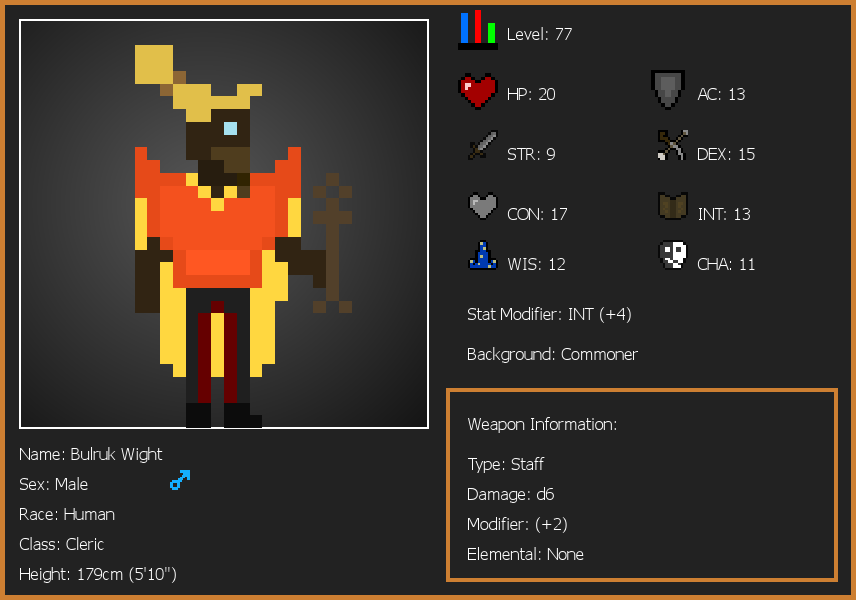 Level: 77
HP: 20
AC: 13
STR: 9
DEX: 15
CON: 17
INT: 13
WIS: 12
CHA: 11
Stat Modifier: INT (+4)
Background: Commoner
Weapon Information:
Type: Staff
Damage: d6
Modifier: (+2)
Elemental: None
Name: Bulruk Wight
Sex: Male
Race: Human
Class: Cleric
Height: 179cm (5'10")